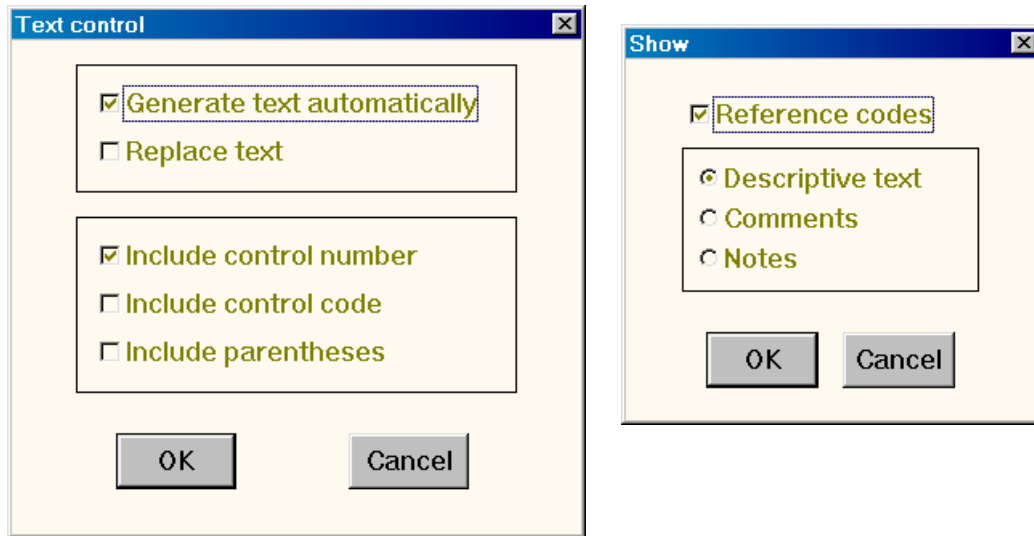 Text control
Generate text automatically
Replace text
Include control number
Include control code
Include parentheses
OK
Cancel
Show
Reference codes
Descriptive text
Comments
Notes
OK
Cancel